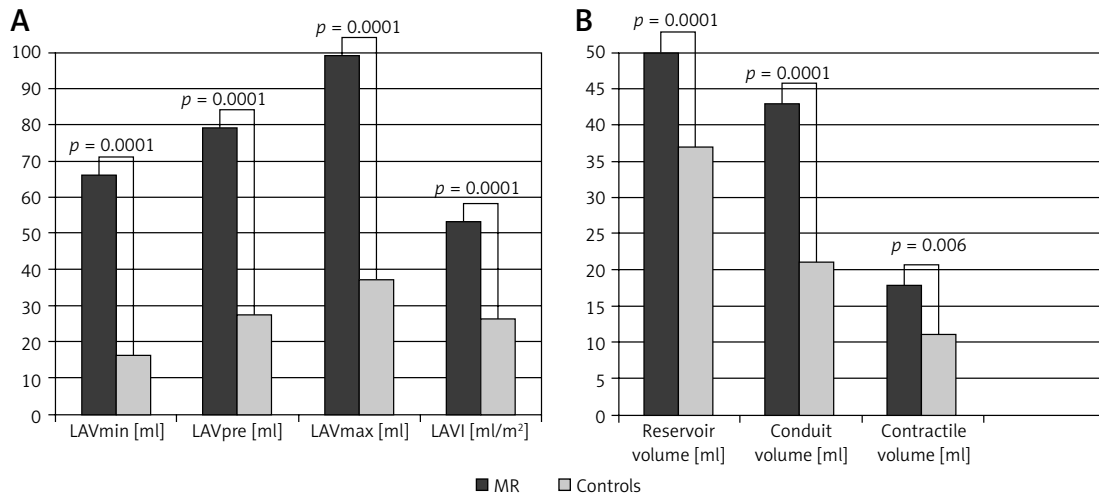 A
100
90
80
70
60
50
40
30
20
10
0
p = 0.0001
p = 0.0001
p = 0.0001
p = 0.0001
LAVmin [ml]
LAVpre [ml]
LAVmax [ml]
LAVI [ml/m²]
B
50
45
40
35
30
25
20
15
10
5
0
p = 0.0001
p = 0.0001
p = 0.006
Reservoir
volume [ml]
Conduit
volume [ml]
Contractile
volume [ml]
MR
Controls